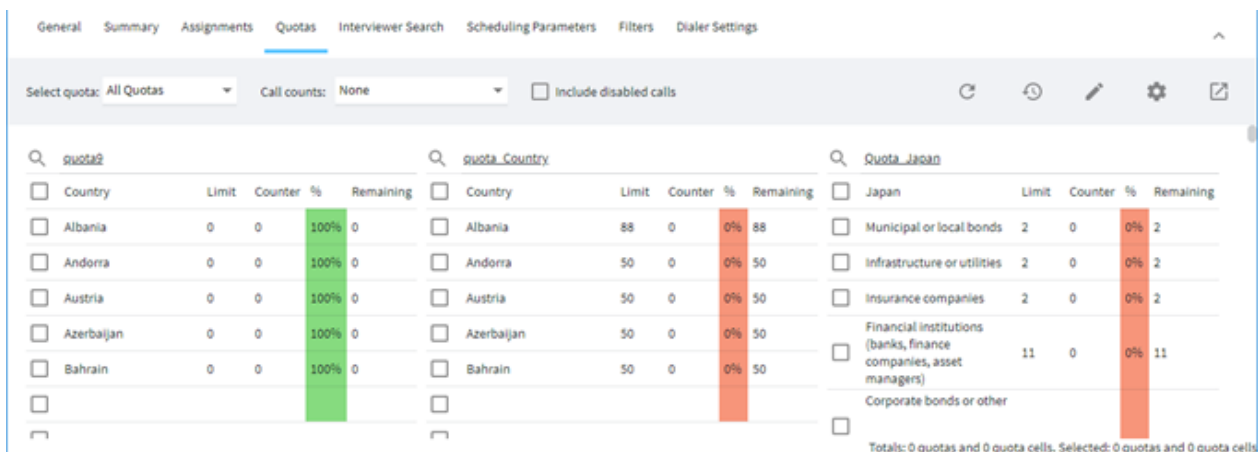 General Summary Assignments Quotas Interviewer Search Scheduling Parameters Filters Dialer Settings
Select quota: All Quotas Call counts: None Include disabled calls
quota9
Country Limit Counter % Remaining
Albania 0 0 100% 0
Andorra 0 0 100% 0
Austria 0 0 100% 0
Azerbaijan 0 0 100% 0
Bahrain 0 0 100% 0
quota_Country
Country Limit Counter % Remaining
Albania 88 0 0% 88
Andorra 50 0 0% 50
Austria 50 0 0% 50
Azerbaijan 50 0 0% 50
Bahrain 50 0 0% 50
Quota_Japan
Japan Limit Counter % Remaining
Municipal or local bonds 2 0 0% 2
Infrastructure or utilities 2 0 0% 2
Insurance companies 2 0 0% 2
Financial institutions
(banks, finance
companies, asset
managers) 11 0 0% 11
Corporate bonds or other
Totals: 0 quotas and 0 quota cells. Selected: 0 quotas and 0 quota cells